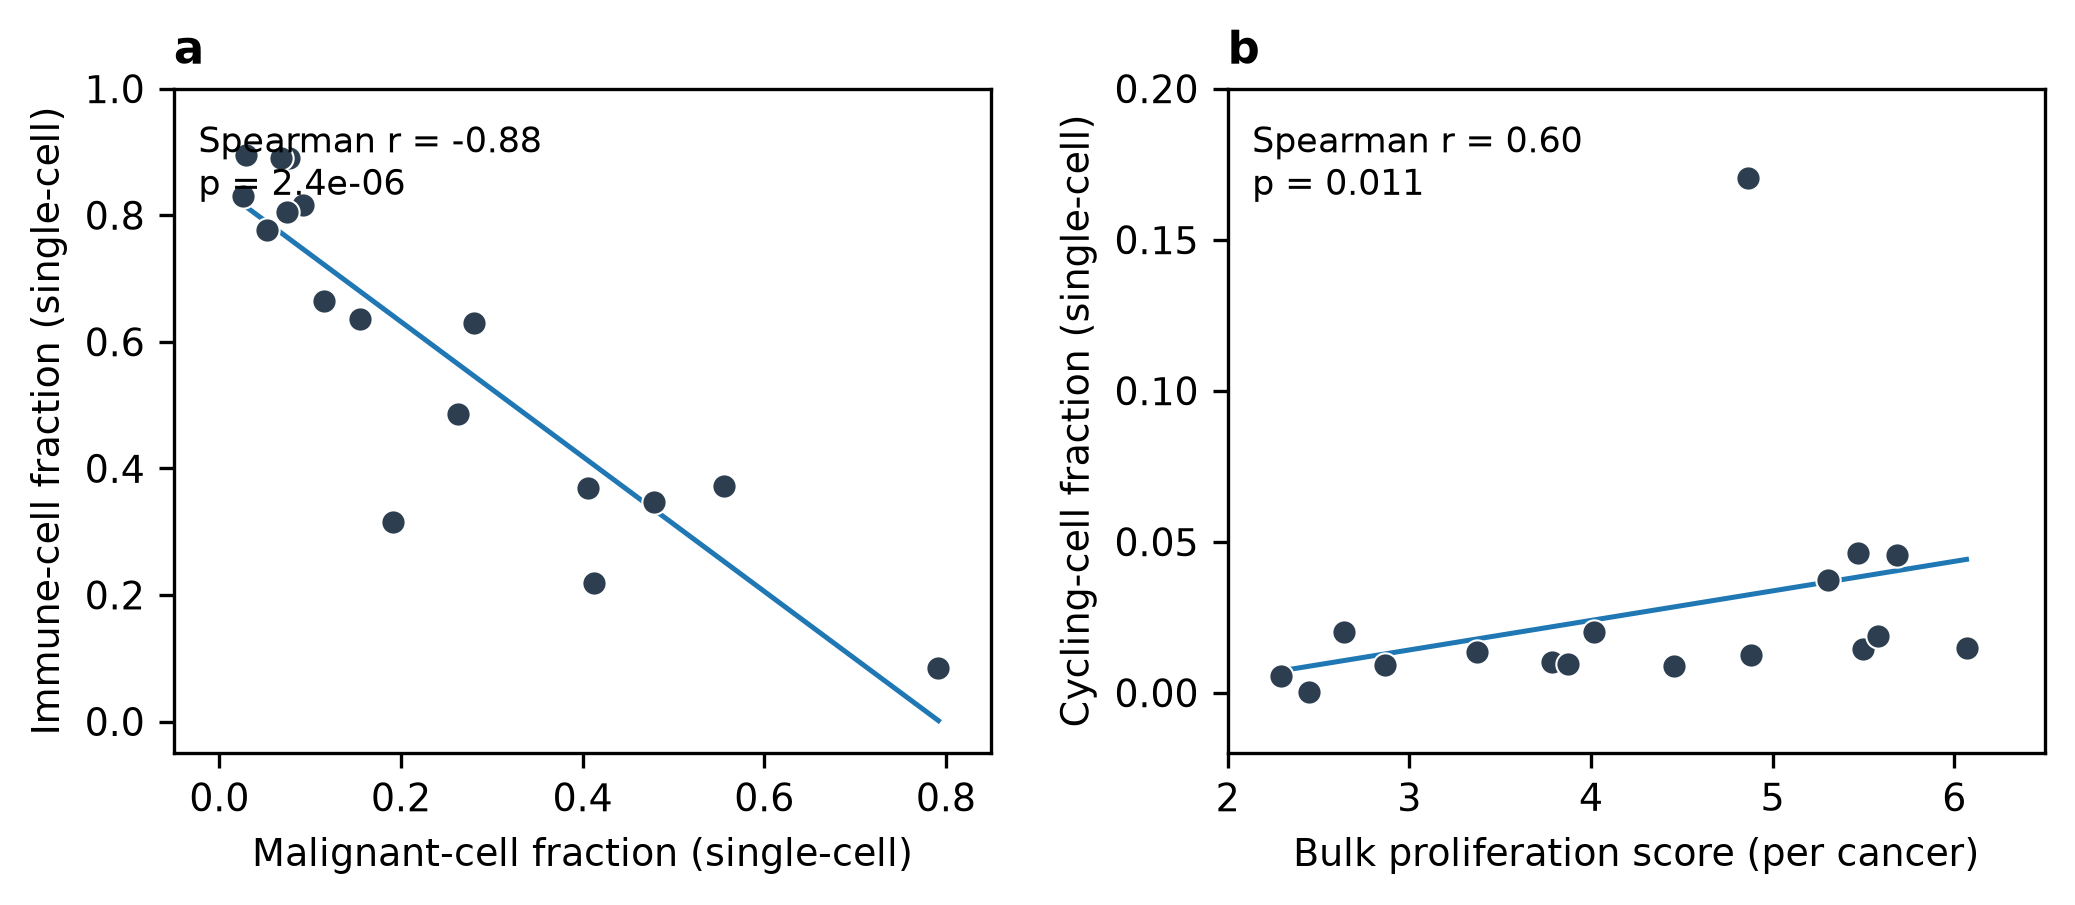 a
Spearman r = -0.88
p = 2.4e-06
1.0
0.8
0.6
0.4
0.2
0.0
Immune-cell fraction (single-cell)
0.0 0.2 0.4 0.6 0.8
Malignant-cell fraction (single-cell)
b
Spearman r = 0.60
p = 0.011
0.20
0.15
0.10
0.05
0.00
Cycling-cell fraction (single-cell)
2 3 4 5 6
Bulk proliferation score (per cancer)